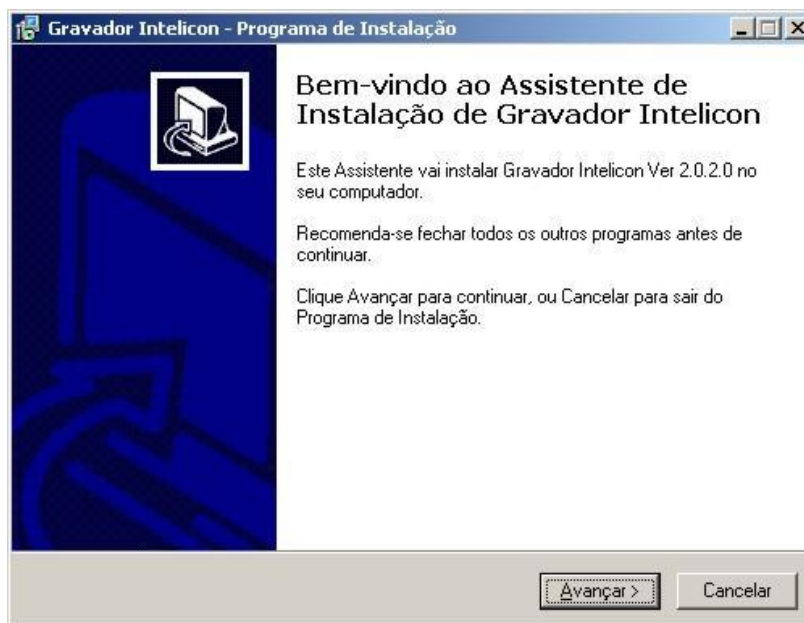 Gravador Intelicon - Programa de Instalação
Bem-vindo ao Assistente de
Instalação de Gravador Intelicon
Este Assistente vai instalar Gravador Intelicon Ver 2.0.2.0 no
seu computador.
Recomenda-se fechar todos os outros programas antes de
continuar.
Clique Avançar para continuar, ou Cancelar para sair do
Programa de Instalação.
Avançar >
Cancelar